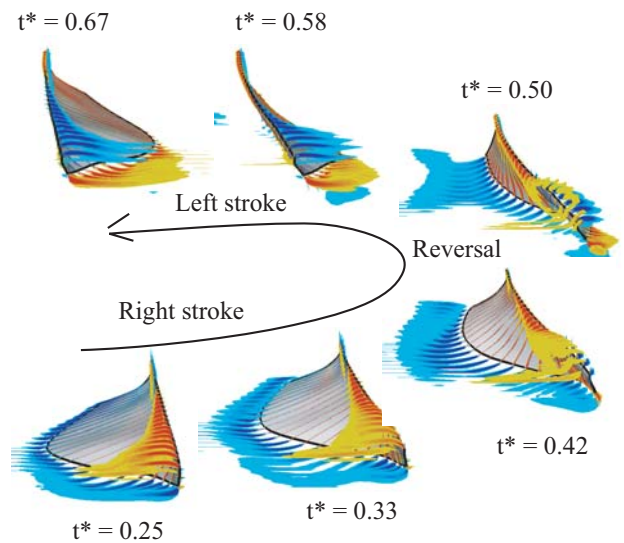 t* = 0.67
t* = 0.58
t* = 0.50
Left stroke
Reversal
Right stroke
t* = 0.42
t* = 0.33
t* = 0.25